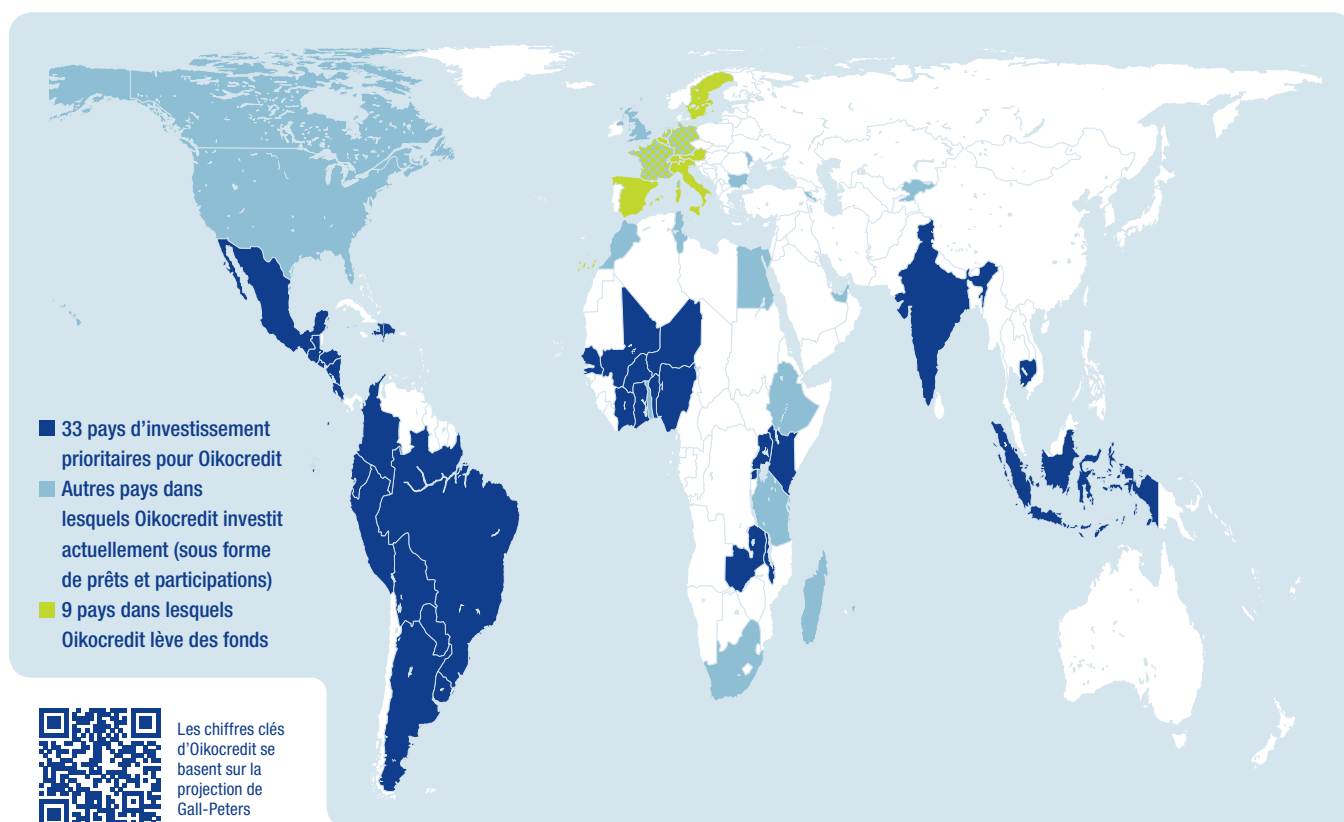 33 pays d’investissement
prioritaires pour Oikocredit
Autres pays dans
lesquels Oikocredit investit
actuellement (sous forme
de prêts et participations)
9 pays dans lesquels
Oikocredit lève des fonds
Les chiffres clés
d’Oikocredit se
basent sur la
projection de
Gall-Peters